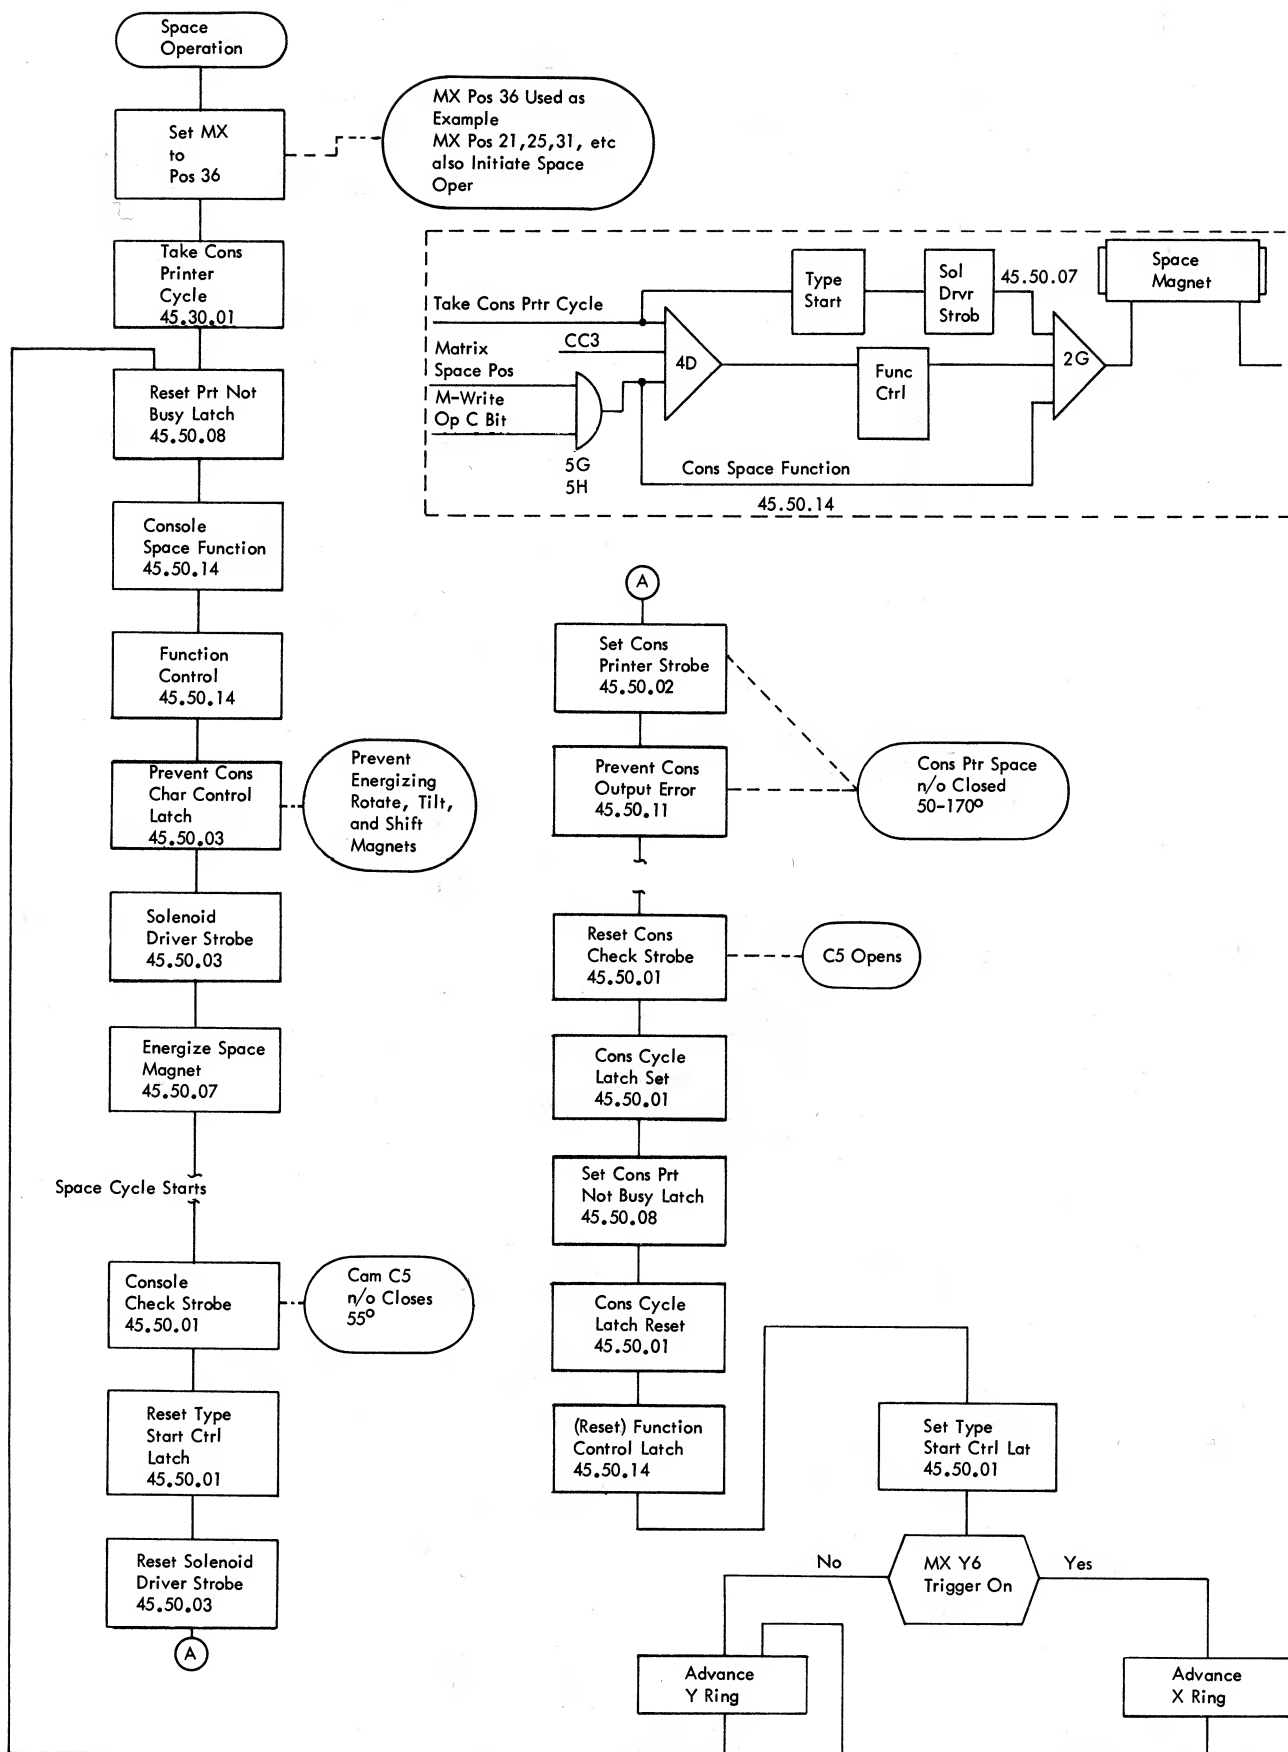 Space
Operation
Set MX
to
Pos 36
MX Pos 36 Used as
Example
MX Pos 21,25,31, etc
also Initiate Space
Oper
Take Cons
Printer
Cycle
45.30.01
Reset Prt Not
Busy Latch
45.50.08
Console
Space Function
45.50.14
Function
Control
45.50.14
Prevent Cons
Char Control
Latch
45.50.03
Prevent
Energizing
Rotate, Tilt,
and Shift
Magnets
Solenoid
Driver Strobe
45.50.03
Energize Space
Magnet
45.50.07
Space Cycle Starts
Console
Check Strobe
45.50.01
Cam C5
n/o Closes
55°
Reset Type
Start Ctrl
Latch
45.50.01
Reset Solenoid
Driver Strobe
45.50.03
A
Take Cons Prtr Cycle
CC3
Matrix
Space Pos
M-Write
Op C Bit
5G
5H
4D
Type
Start
Sol
Drvr
Strob
45.50.07
Func
Ctrl
2G
Space
Magnet
Cons Space Function
45.50.14
A
Set Cons
Printer Strobe
45.50.02
Prevent Cons
Output Error
45.50.11
Cons Ptr Space
n/o Closed
50-170°
Reset Cons
Check Strobe
45.50.01
C5 Opens
Cons Cycle
Latch Set
45.50.01
Set Cons Prt
Not Busy Latch
45.50.08
Cons Cycle
Latch Reset
45.50.01
(Reset) Function
Control Latch
45.50.14
Set Type
Start Ctrl Lat
45.50.01
MX Y6
Trigger On
No
Yes
Advance
Y Ring
Advance
X Ring